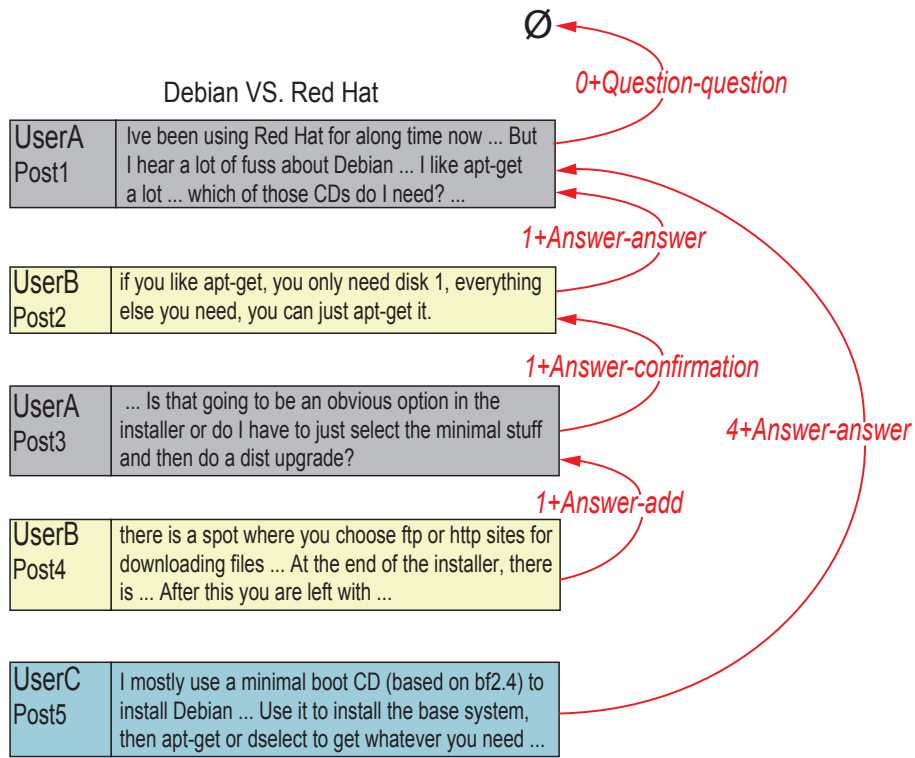 Ø
0+Question-question
Debian VS. Red Hat
UserA
Post1
Ive been using Red Hat for along time now ... But
I hear a lot of fuss about Debian ... I like apt-get
a lot ... which of those CDs do I need? ...
1+Answer-answer
UserB
Post2
if you like apt-get, you only need disk 1, everything
else you need, you can just apt-get it.
1+Answer-confirmation
UserA
Post3
... Is that going to be an obvious option in the
installer or do I have to just select the minimal stuff
and then do a dist upgrade?
4+Answer-answer
1+Answer-add
UserB
Post4
there is a spot where you choose ftp or http sites for
downloading files ... At the end of the installer, there
is ... After this you are left with ...
UserC
Post5
I mostly use a minimal boot CD (based on bf2.4) to
install Debian ... Use it to install the base system,
then apt-get or dselect to get whatever you need ...